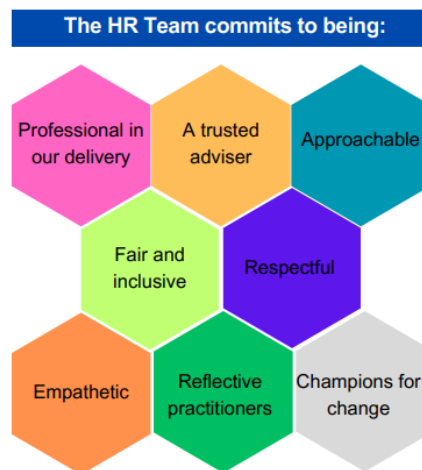 The HR Team commits to being:
Professional in
our delivery
A trusted
adviser
Approachable
Fair and
inclusive
Respectful
Empathetic
Reflective
practitioners
Champions for
change